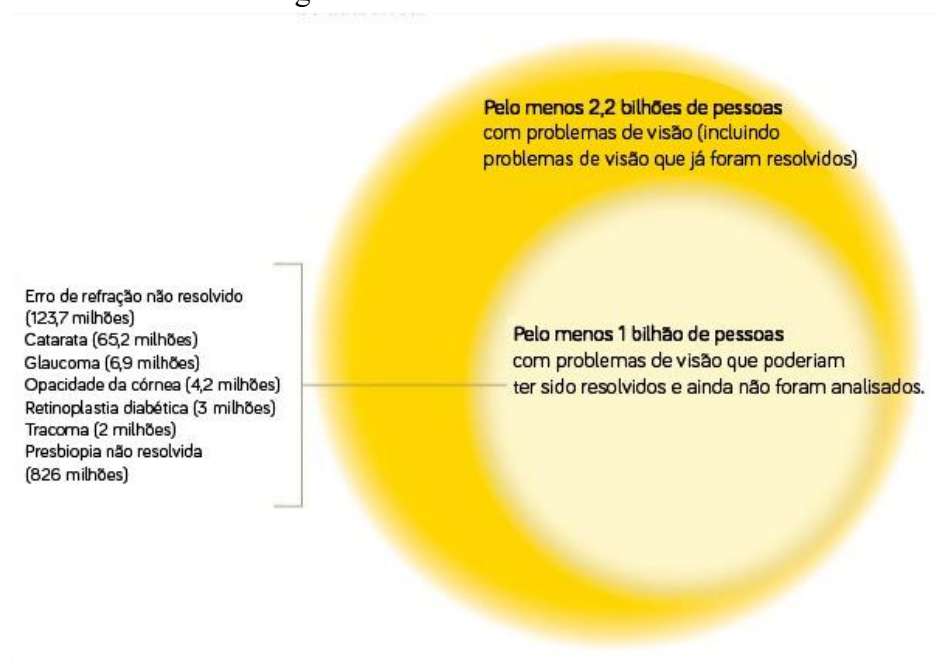 Pelo menos 2,2 bilhões de pessoas
com problemas de visão (incluindo
problemas de visão que já foram resolvidos)
Erro de refração não resolvido
(123,7 milhões)
Catarata (65,2 milhões)
Glaucoma (6,9 milhões)
Opacidade da córnea (4,2 milhões)
Retinoplastia diabética (3 milhões)
Tracoma (2 milhões)
Presbiopia não resolvida
(826 milhões)
Pelo menos 1 bilhão de pessoas
com problemas de visão que poderiam
ter sido resolvidos e ainda não foram analisados.